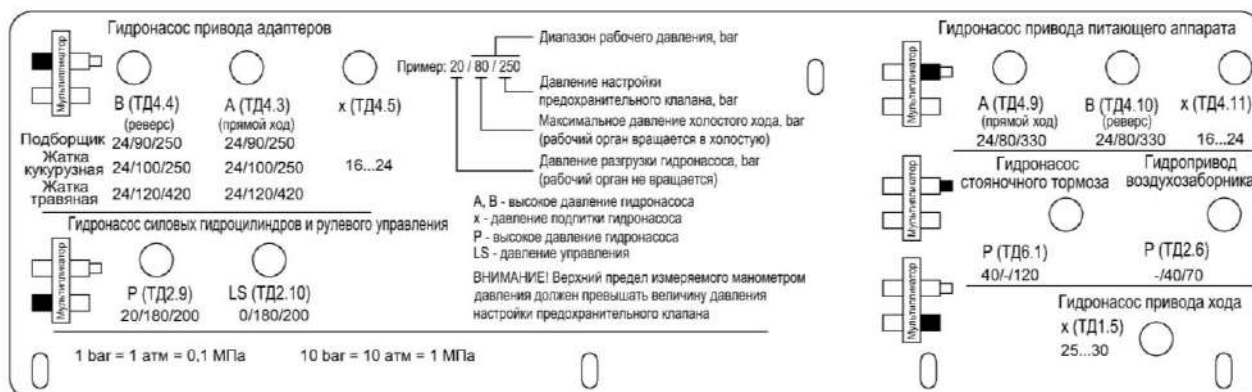 Гидронасос привода адаптеров
Мультипликатор
В (ТД4.4)
(реверс)
А (ТД4.3)
(прямой ход)
х (ТД4.5)
Подборщик 24/90/250 24/90/250
Жатка
кукурузная 24/100/250 24/100/250 16...24
Жатка
травяная 24/120/420 24/120/420
Гидронасос силовых гидроцилиндров и рулевого управления
Мультипликатор
Р (ТД2.9)
20/180/200
LS (ТД2.10)
0/180/200
1 bar = 1 атм = 0,1 МПа 10 bar = 10 атм = 1 МПа
Пример: 20 / 80 / 250
Диапазон рабочего давления, bar
Давление настройки
предохранительного клапана, bar
Максимальное давление холостого хода, bar
(рабочий орган вращается в холостую)
Давление разгрузки гидронасоса, bar
(рабочий орган не вращается)
А, В - высокое давление гидронасоса
х - давление подпитки гидронасоса
Р - высокое давление гидронасоса
LS - давление управления
ВНИМАНИЕ! Верхний предел измеряемого манометром
давления должен превышать величину давления
настройки предохранительного клапана
Гидронасос привода питающего аппарата
Мультипликатор
А (ТД4.9)
(прямой ход)
24/80/330
В (ТД4.10)
(реверс)
24/80/330
х (ТД4.11)
16...24
Мультипликатор
Гидронасос
стояночного тормоза
Р (ТД6.1)
40/-/120
Гидропривод
воздухозаборника
Р (ТД2.6)
-/40/70
Мультипликатор
Гидронасос привода хода
х (ТД1.5)
25...30